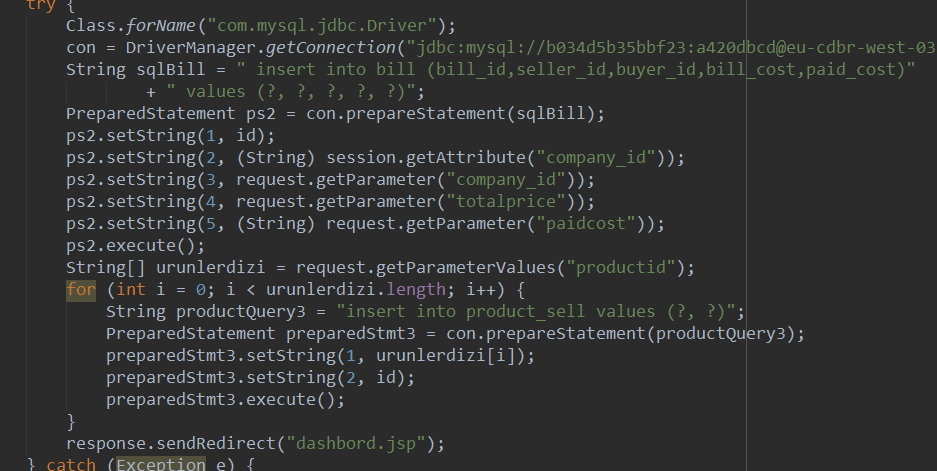 try {
Class.forName("com.mysql.jdbc.Driver");
con = DriverManager.getConnection("jdbc:mysql://b034d5b35bbf23:a420dbcd@eu-cdbr-west-03
String sqlBill = " insert into bill (bill_id,seller_id,buyer_id,bill_cost,paid_cost)"
+ " values (?, ?, ?, ?, ?)";
PreparedStatement ps2 = con.prepareStatement(sqlBill);
ps2.setString(1, id);
ps2.setString(2, (String) session.getAttribute("company_id"));
ps2.setString(3, request.getParameter("company_id"));
ps2.setString(4, request.getParameter("totalprice"));
ps2.setString(5, (String) request.getParameter("paidcost"));
ps2.execute();
String[] urunlerdizi = request.getParameterValues("productid");
for (int i = 0; i < urunlerdizi.length; i++) {
String productQuery3 = "insert into product_sell values (?, ?)";
PreparedStatement preparedStmt3 = con.prepareStatement(productQuery3);
preparedStmt3.setString(1, urunlerdizi[i]);
preparedStmt3.setString(2, id);
preparedStmt3.execute();
}
response.sendRedirect("dashbord.jsp");
} catch (Exception e) {